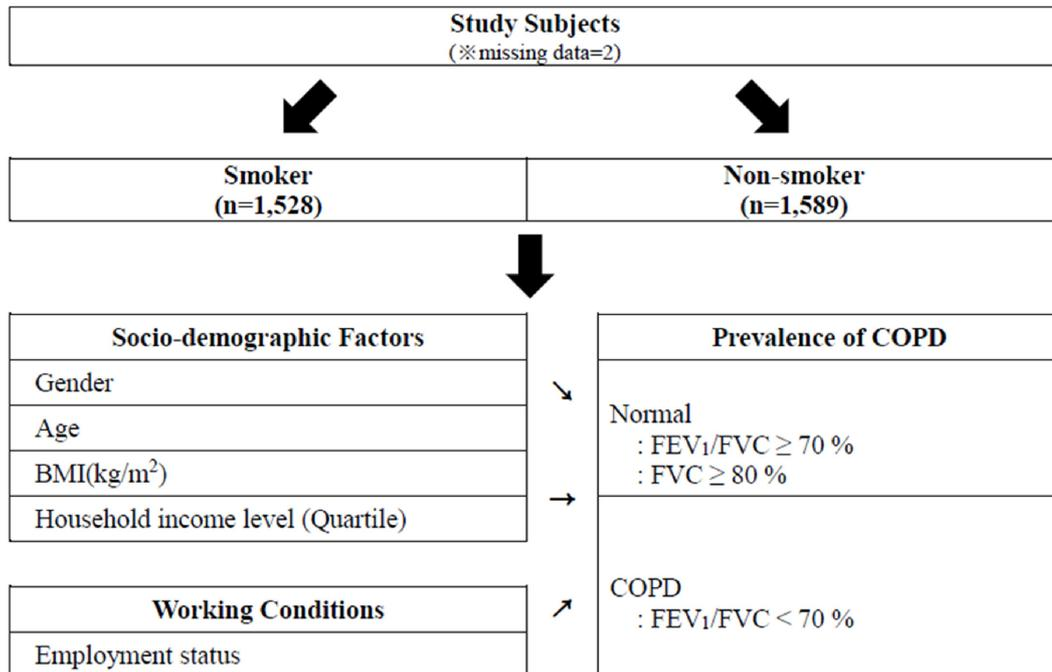 Study Subjects
(※missing data=2)
Smoker
(n=1,528)
Non-smoker
(n=1,589)
Socio-demographic Factors
Gender
Age
BMI(kg/m²)
Household income level (Quartile)
Working Conditions
Employment status
Prevalence of COPD
Normal
: FEV₁/FVC ≥ 70 %
: FVC ≥ 80 %
COPD
: FEV₁/FVC < 70 %